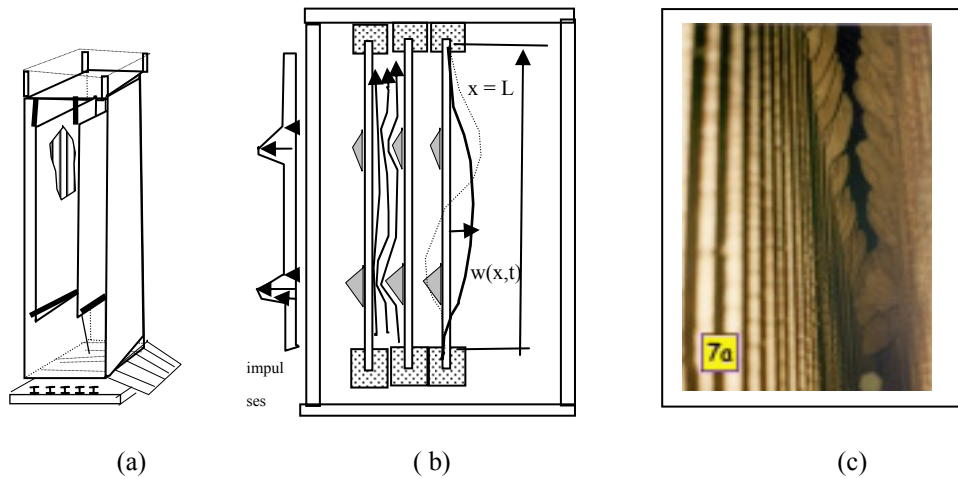 x = L
w(x,t)
impul
ses
7a
(a)
( b)
(c)